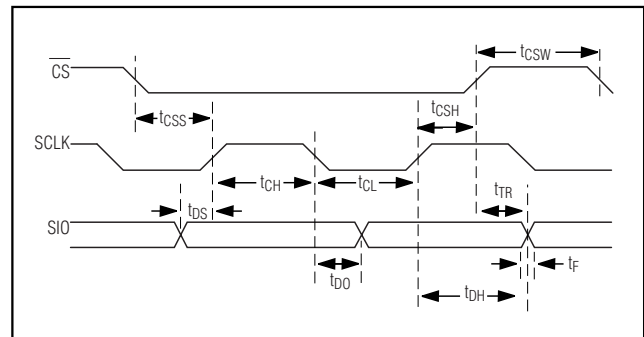 CS
tCSW
tCSS
tCSH
SCLK
tCH
tCL
tTR
SIO
tDS
tDO
tDH
tF